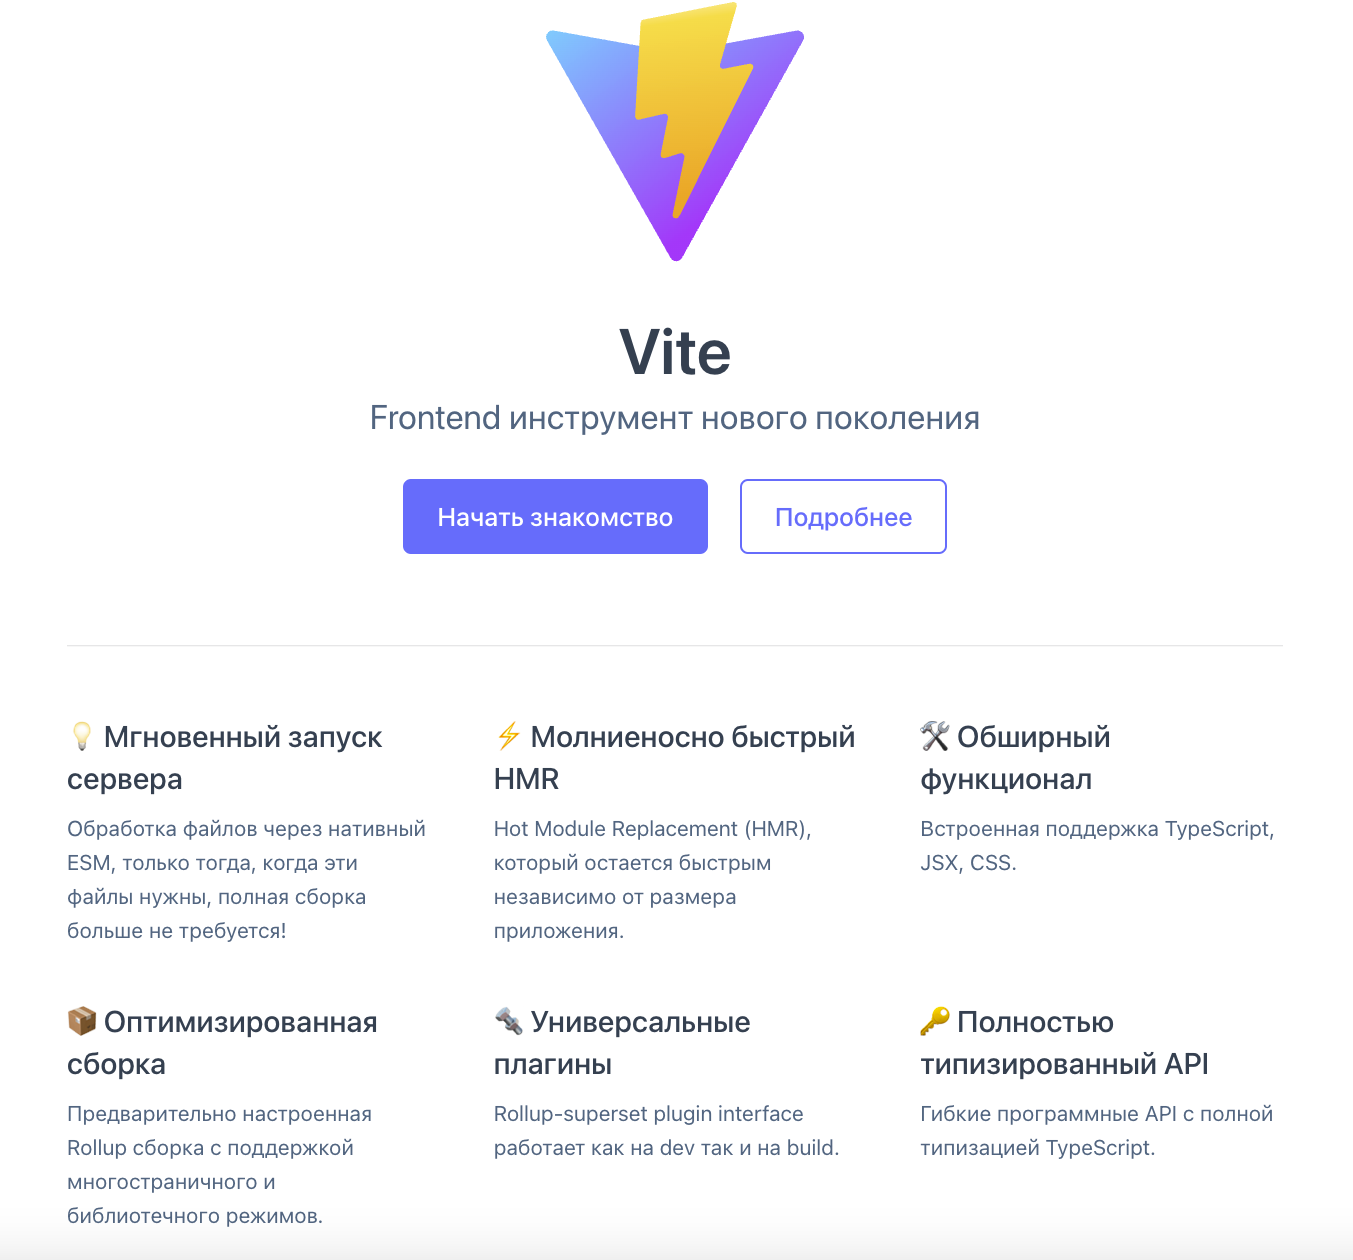 Vite
Frontend инструмент нового поколения
Начать знакомство
Подробнее
💡 Мгновенный запуск
сервера
Обработка файлов через нативный
ESM, только тогда, когда эти
файлы нужны, полная сборка
больше не требуется!
⚡ Молниеносно быстрый
HMR
Hot Module Replacement (HMR),
который остается быстрым
независимо от размера
приложения.
🛠️ Обширный
функционал
Встроенная поддержка TypeScript,
JSX, CSS.
📦 Оптимизированная
сборка
Предварительно настроенная
Rollup сборка с поддержкой
многостраничного и
библиотечного режимов.
🔩 Универсальные
плагины
Rollup-superset plugin interface
работает как на dev так и на build.
🔑 Полностью
типизированный API
Гибкие программные API с полной
типизацией TypeScript.